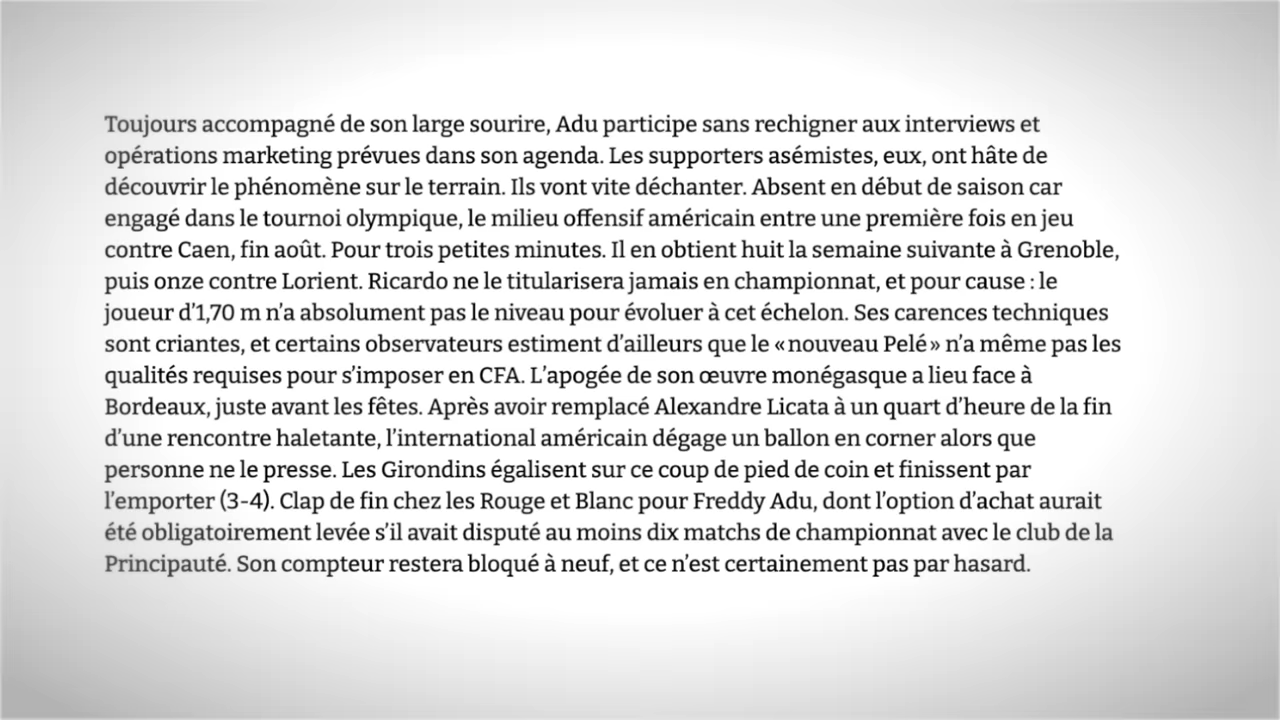 Toujours accompagné de son large sourire, Adu participe sans rechigner aux interviews et
opérations marketing prévues dans son agenda. Les supporters asémistes, eux, ont hâte de
découvrir le phénomène sur le terrain. Ils vont vite déchanter. Absent en début de saison car
engagé dans le tournoi olympique, le milieu offensif américain entre une première fois en jeu
contre Caen, fin août. Pour trois petites minutes. Il en obtient huit la semaine suivante à Grenoble,
puis onze contre Lorient. Ricardo ne le titularisera jamais en championnat, et pour cause : le
joueur d’1,70 m n’a absolument pas le niveau pour évoluer à cet échelon. Ses carences techniques
sont criantes, et certains observateurs estiment d’ailleurs que le « nouveau Pelé » n’a même pas les
qualités requises pour s’imposer en CFA. L’apogée de son œuvre monégasque a lieu face à
Bordeaux, juste avant les fêtes. Après avoir remplacé Alexandre Licata à un quart d’heure de la fin
d’une rencontre haletante, l’international américain dégage un ballon en corner alors que
personne ne le presse. Les Girondins égalisent sur ce coup de pied de coin et finissent par
l’emporter (3-4). Clap de fin chez les Rouge et Blanc pour Freddy Adu, dont l’option d’achat aurait
été obligatoirement levée s’il avait disputé au moins dix matchs de championnat avec le club de la
Principauté. Son compteur restera bloqué à neuf, et ce n’est certainement pas par hasard.